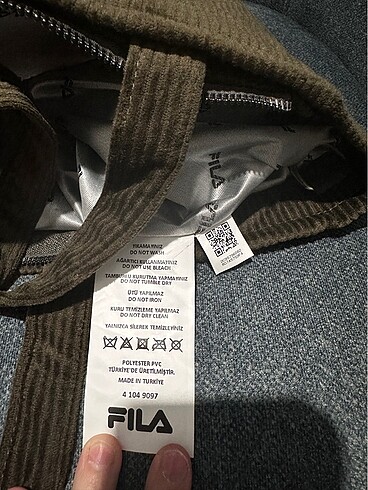 FILA
YIKAMAYINIZ
DO NOT WASH
AĞARTICI KULLANMAYINIZ
DO NOT USE BLEACH
TAMBURLU KURUTMA YAPMAYINIZ
DO NOT TUMBLE DRY
ÜTÜ YAPILMAZ
DO NOT IRON
KURU TEMİZLEME YAPILMAZ
DO NOT DRY CLEAN
YALNIZCA SİLEREK TEMİZLEYİNİZ
POLYESTER PVC
TÜRKİYE'DE ÜRETİLMİŞTİR.
MADE IN TURKIYE
4 104 9097
FILA